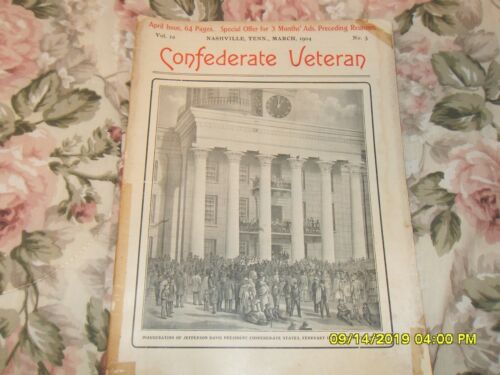 April Issue, 64 Pages. Special Offer for 3 Months' Ads. Preceding Reunion.
Vol. 12 NASHVILLE, TENN., MARCH, 1904 No. 3
Confederate Veteran
INAUGURATION OF JEFFERSON DAVIS PRESIDENT CONFEDERATE STATES, FEBRUARY
09/14/2019 04:00 PM